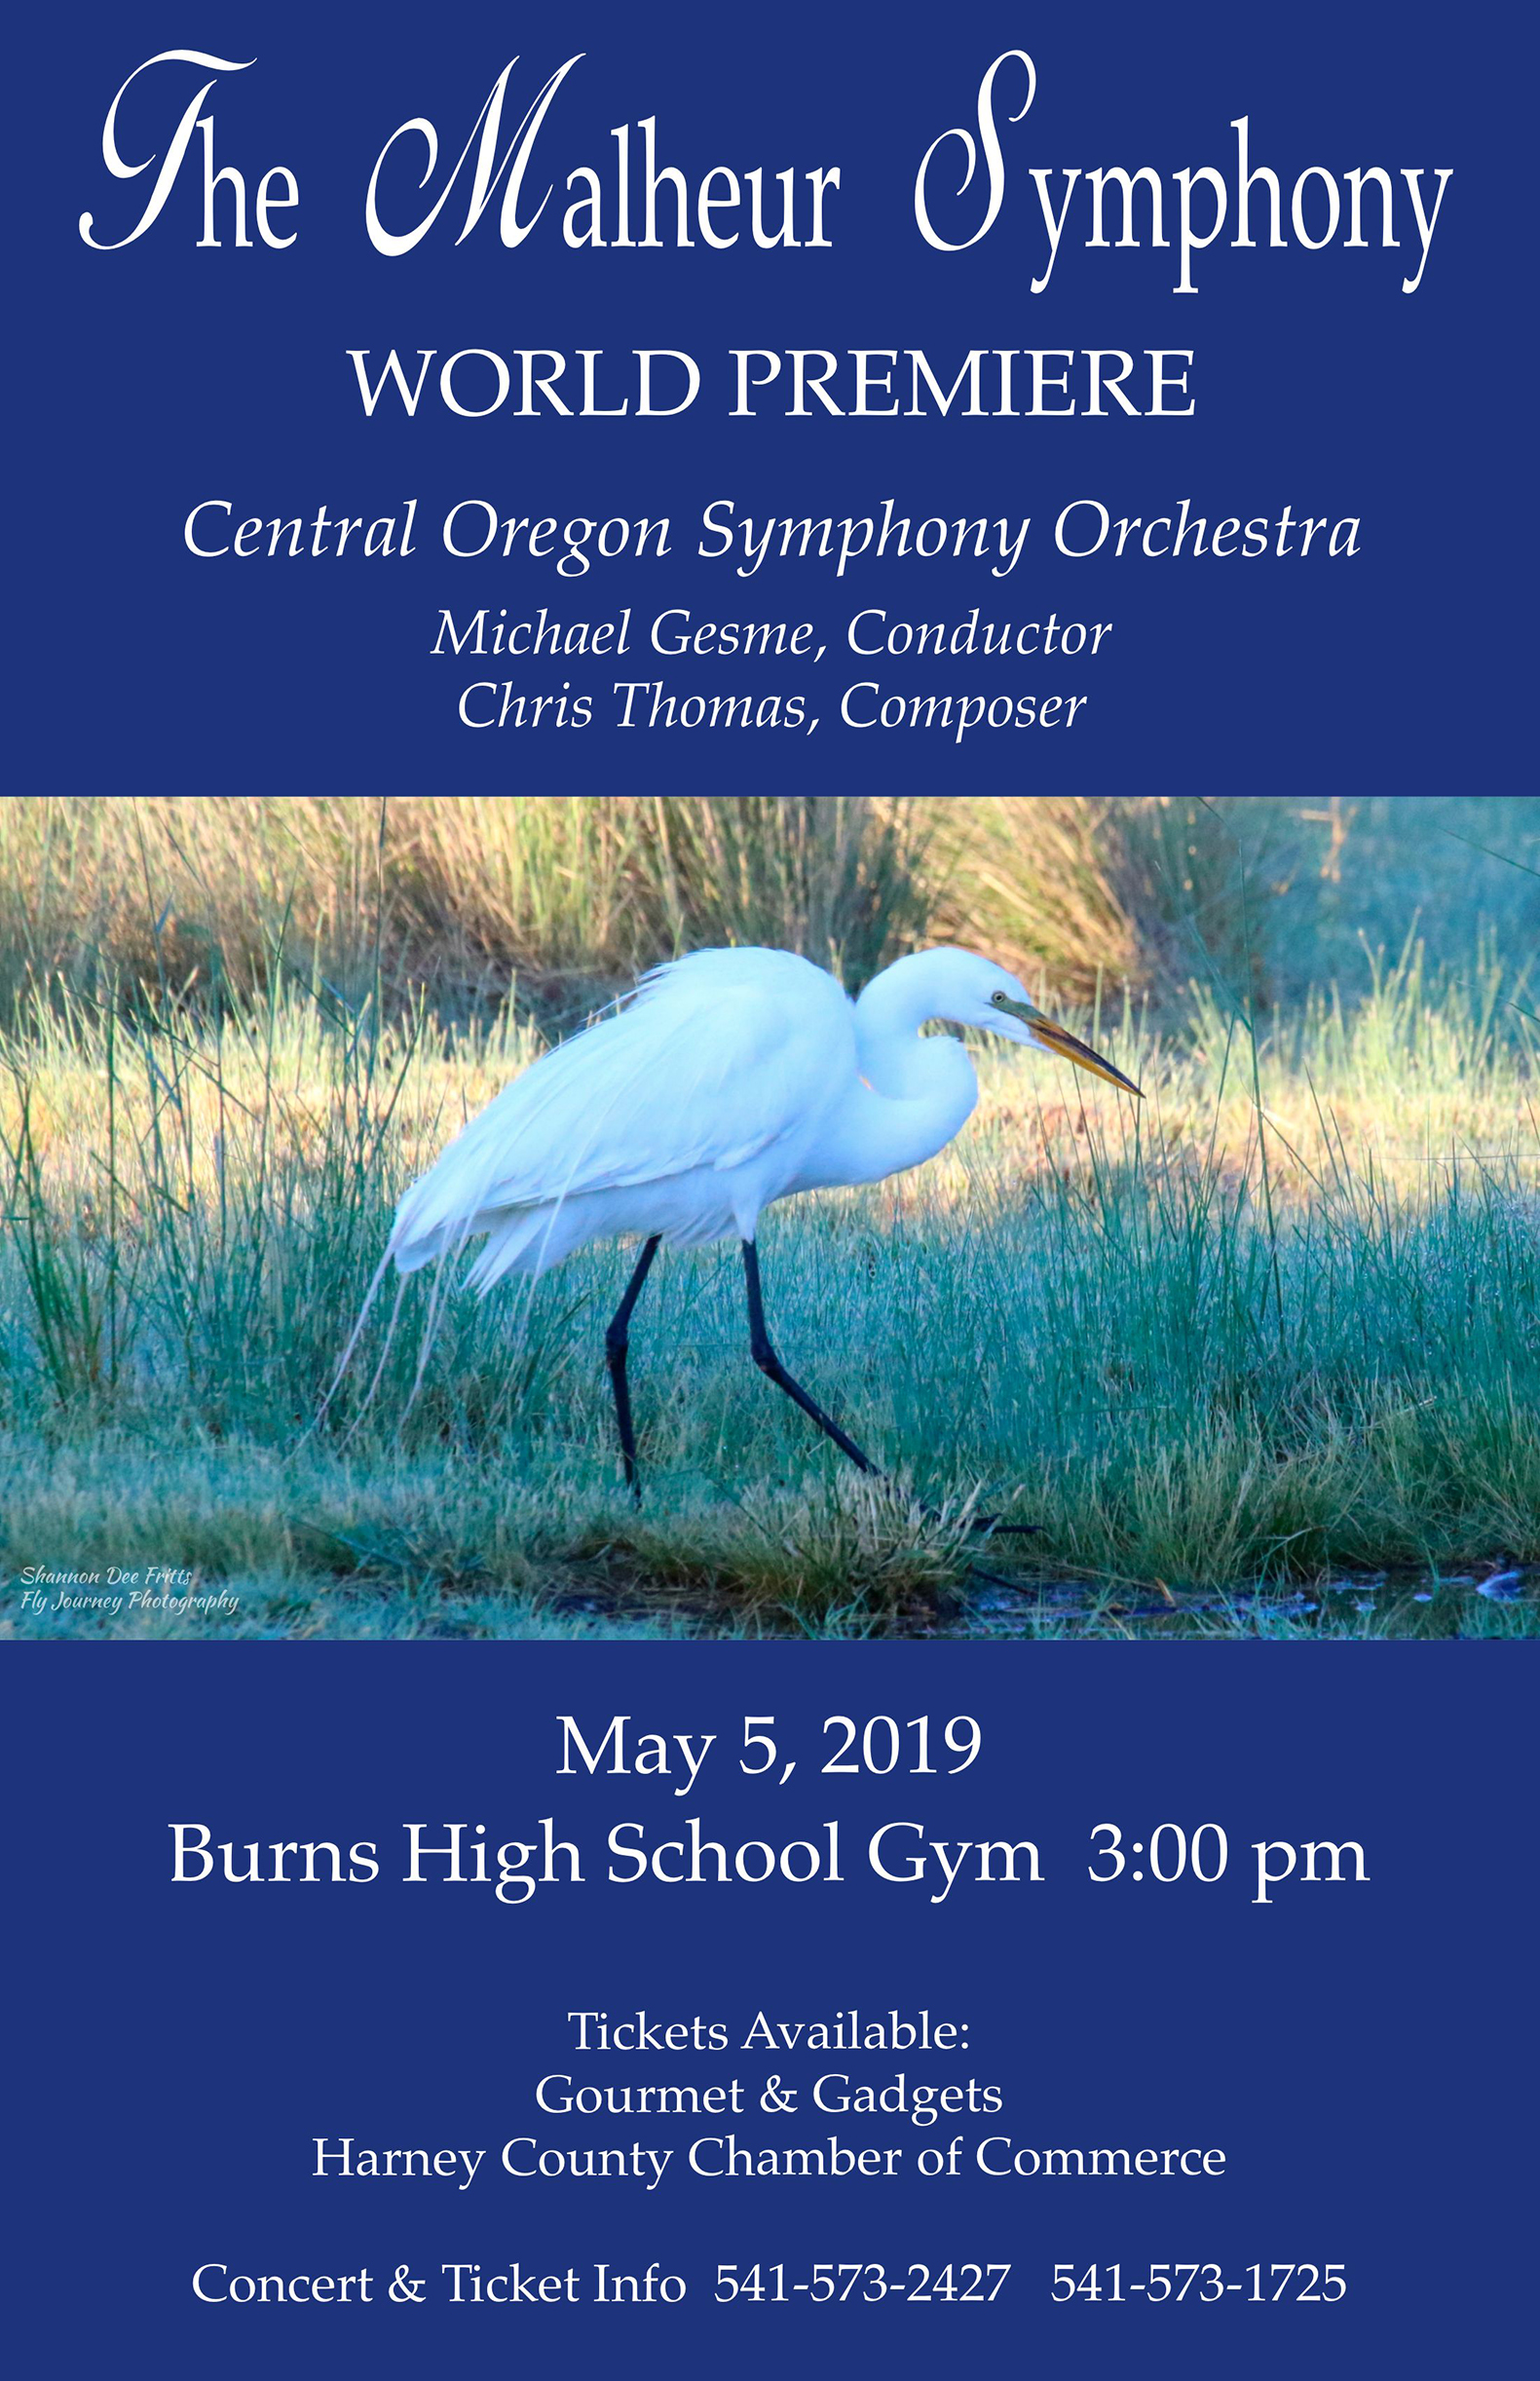 The Malheur Symphony
WORLD PREMIERE
Central Oregon Symphony Orchestra
Michael Gesme, Conductor
Chris Thomas, Composer
Shannon Dee Fritts
Fly Journey Photography
May 5, 2019
Burns High School Gym 3:00 pm
Tickets Available:
Gourmet & Gadgets
Harney County Chamber of Commerce
Concert & Ticket Info 541-573-2427 541-573-1725